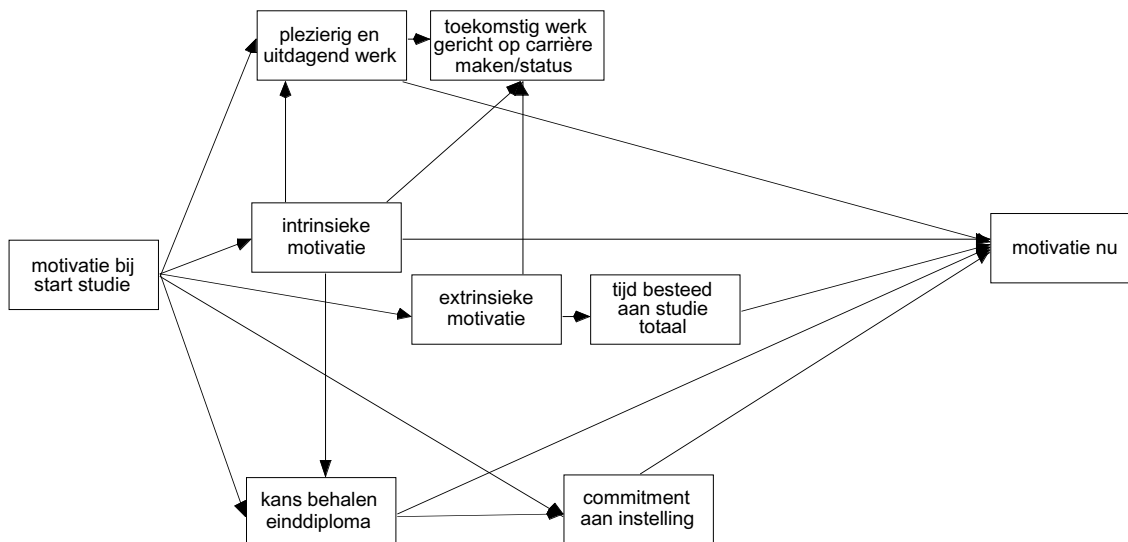 plezierig en
uitdagend werk
toekomstig werk
gericht op carrière
maken/status
intrinsieke
motivatie
motivatie bij
start studie
motivatie nu
extrinsieke
motivatie
tijd besteed
aan studie
totaal
kans behalen
einddiploma
commitment
aan instelling